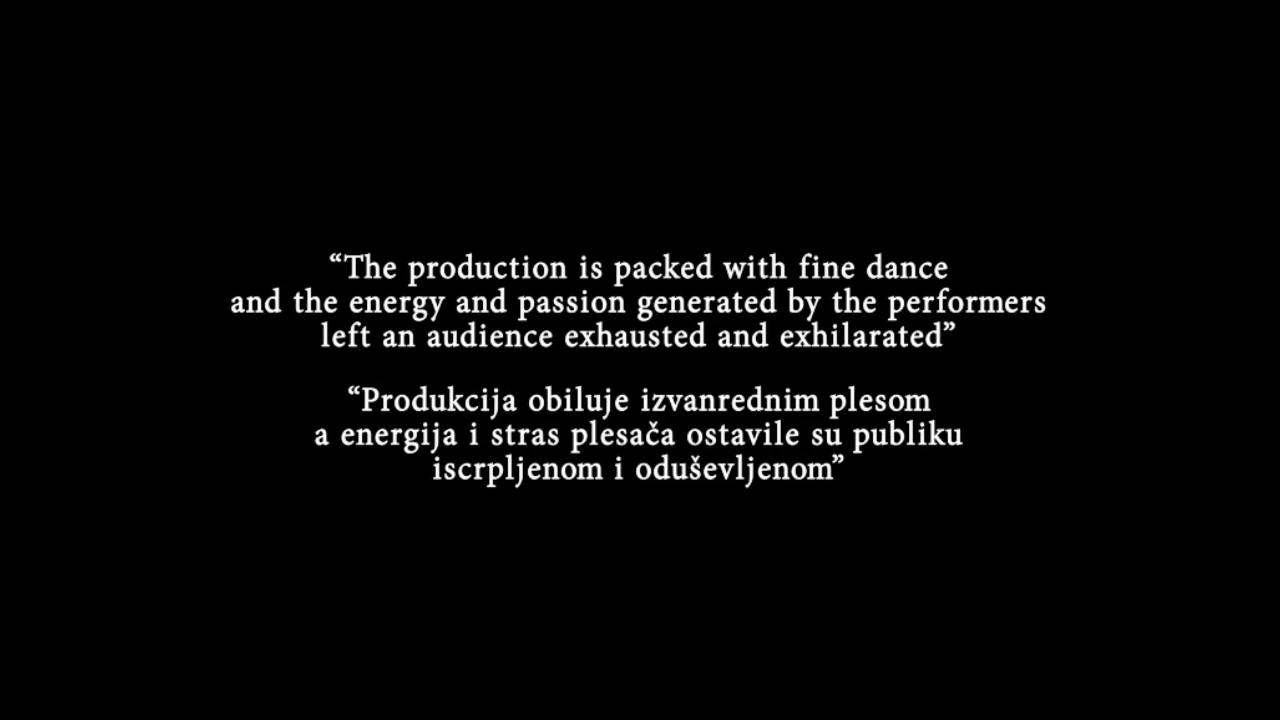 “The production is packed with fine dance
and the energy and passion generated by the performers
left an audience exhausted and exhilarated”
“Produkcija obiluje izvanrednim plesom
a energija i stras plesača ostavile su publiku
iscrpljenom i oduševljenom”